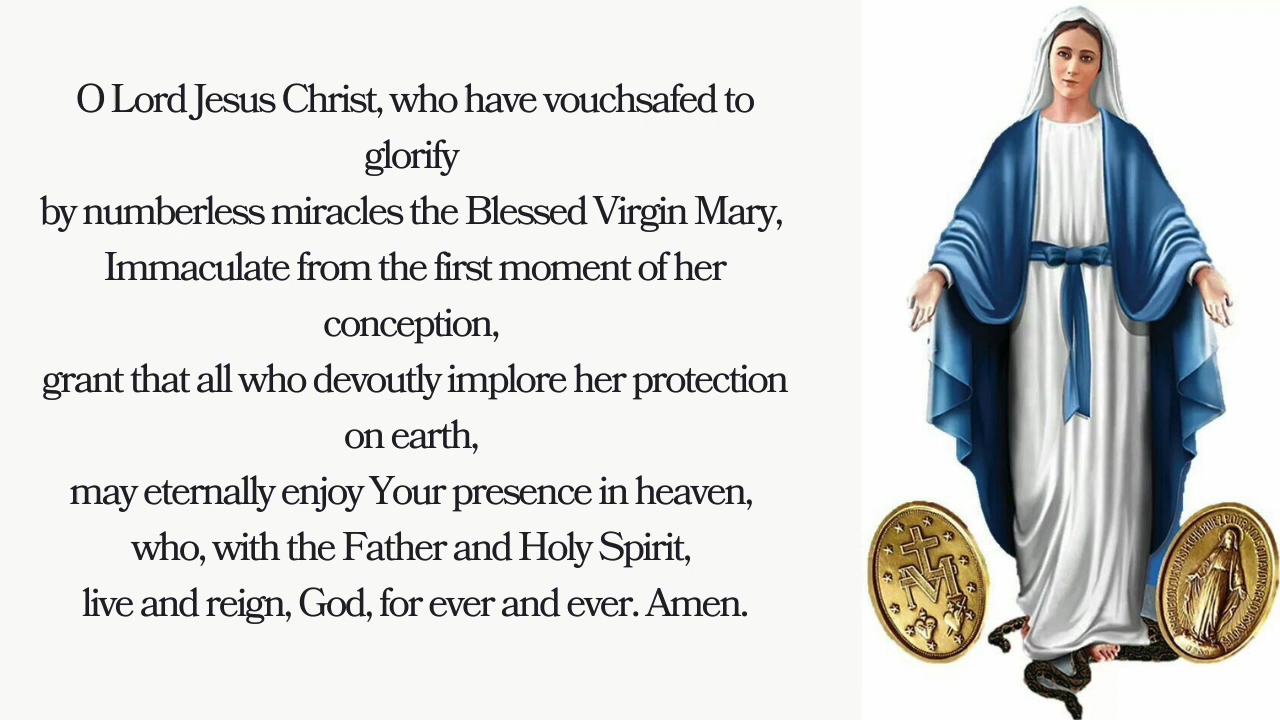 O Lord Jesus Christ, who have vouchsafed to
glorify
by numberless miracles the Blessed Virgin Mary,
Immaculate from the first moment of her
conception,
grant that all who devoutly implore her protection
on earth,
may eternally enjoy Your presence in heaven,
who, with the Father and Holy Spirit,
live and reign, God, for ever and ever. Amen.